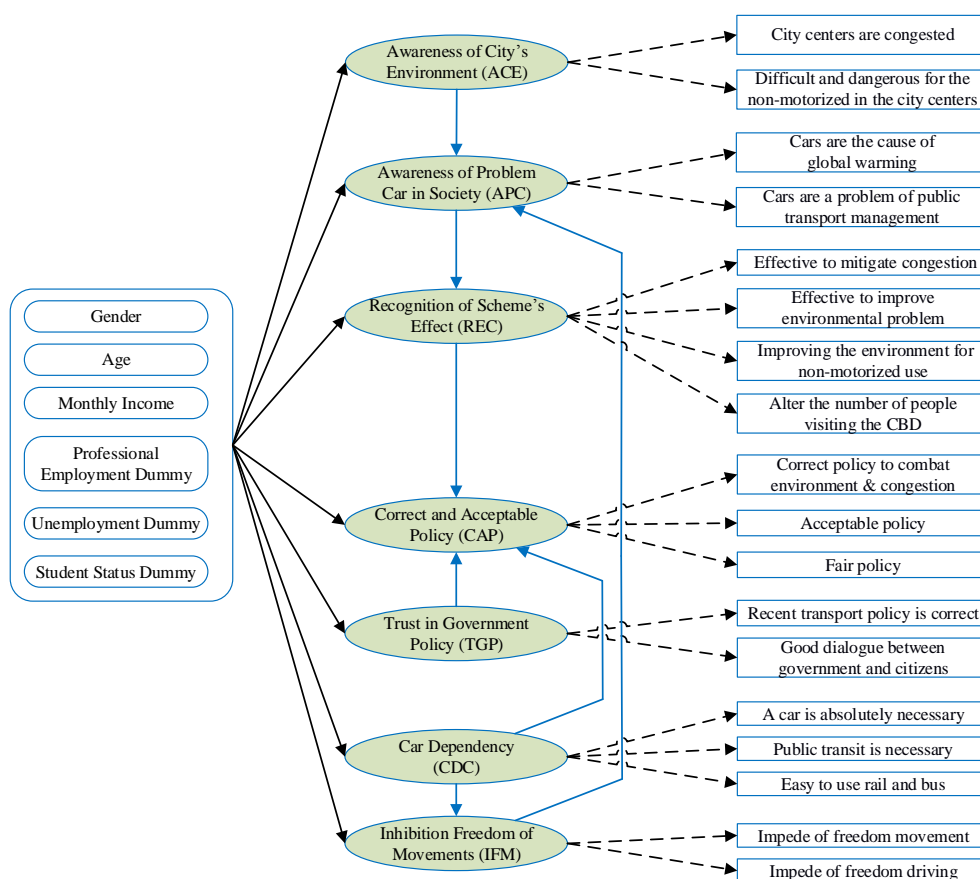 Gender
Age
Monthly Income
Professional
Employment Dummy
Unemployment Dummy
Student Status Dummy
Awareness of City's
Environment (ACE)
Awareness of Problem
Car in Society (APC)
Recognition of Scheme's
Effect (REC)
Correct and Acceptable
Policy (CAP)
Trust in Government
Policy (TGP)
Car Dependency
(CDC)
Inhibition Freedom of
Movements (IFM)
City centers are congested
Difficult and dangerous for the
non-motorized in the city centers
Cars are the cause of
global warming
Cars are a problem of public
transport management
Effective to mitigate congestion
Effective to improve
environmental problem
Improving the environment for
non-motorized use
Alter the number of people
visiting the CBD
Correct policy to combat
environment & congestion
Acceptable policy
Fair policy
Recent transport policy is correct
Good dialogue between
government and citizens
A car is absolutely necessary
Public transit is necessary
Easy to use rail and bus
Impede of freedom movement
Impede of freedom driving